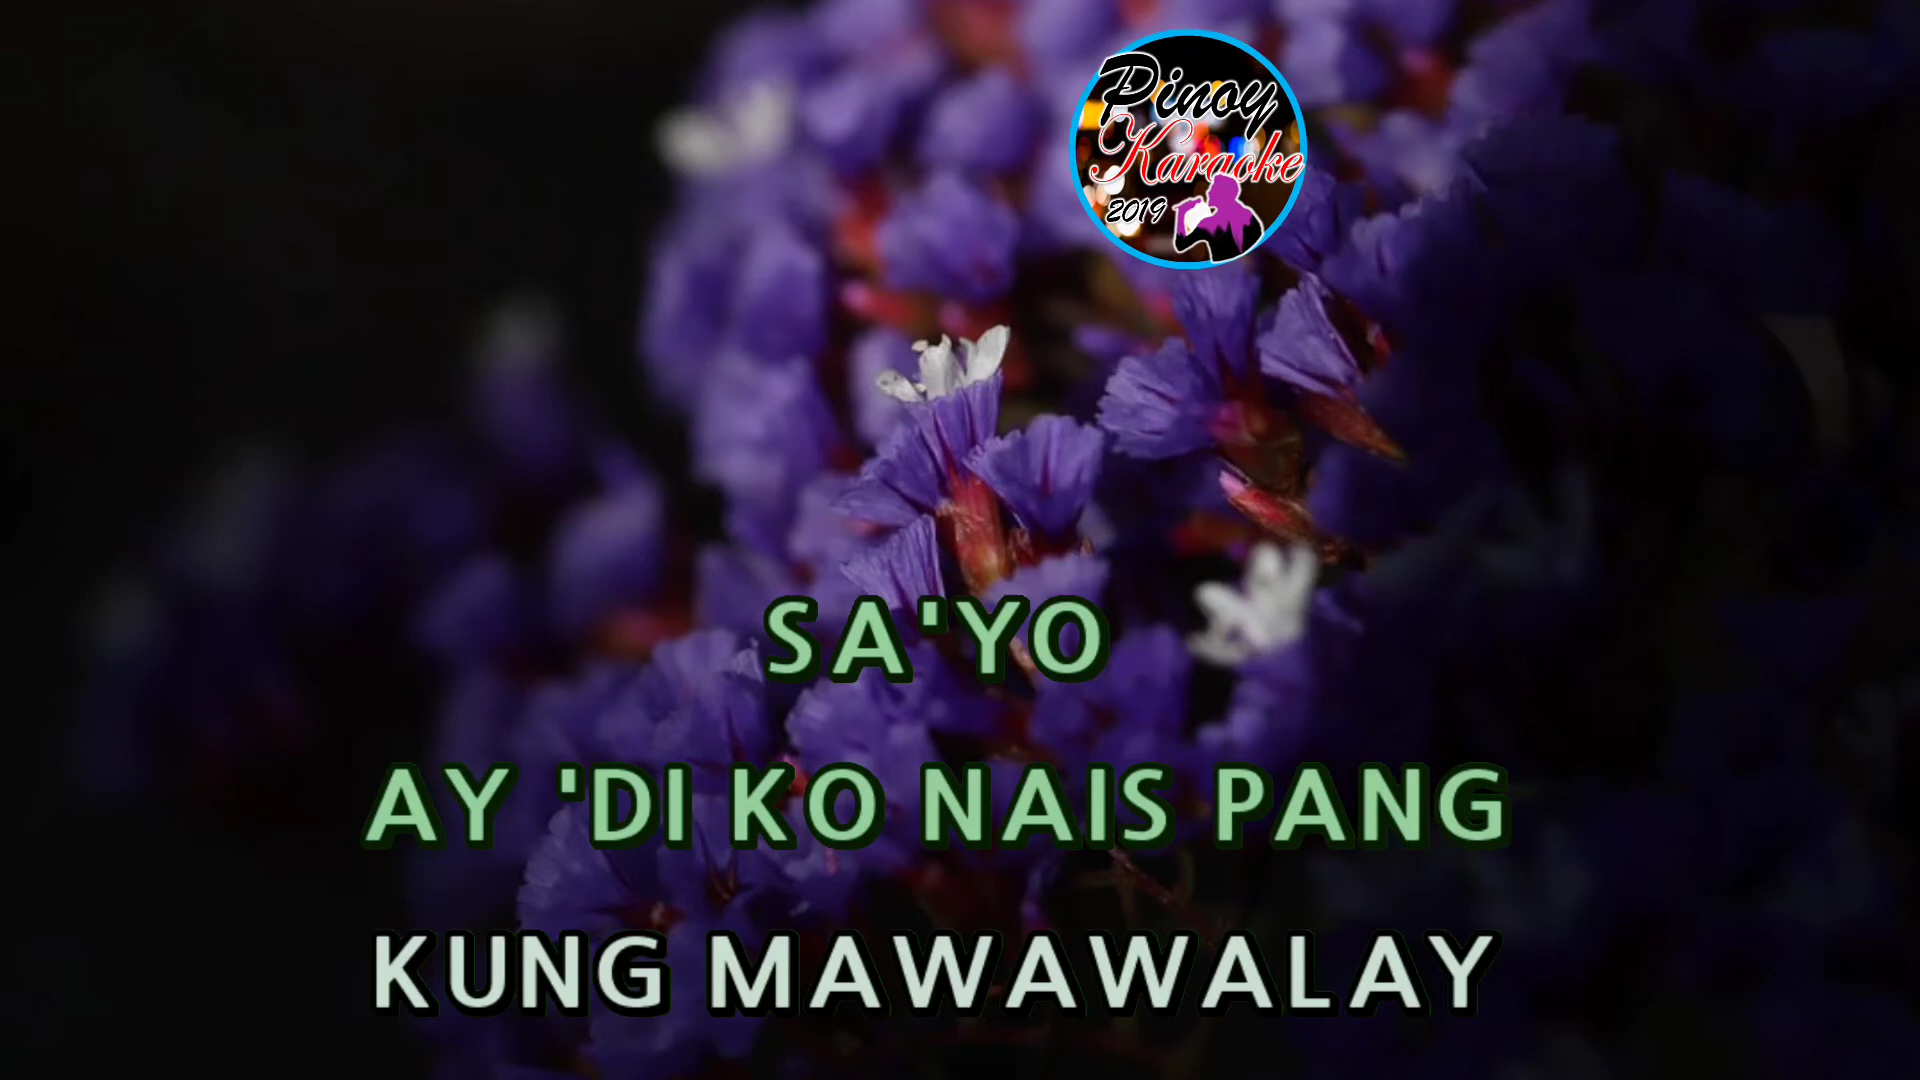 Pinoy
Karaoke
2019
SA'YO
AY 'DI KO NAIS PANG
KUNG MAWAWALAY